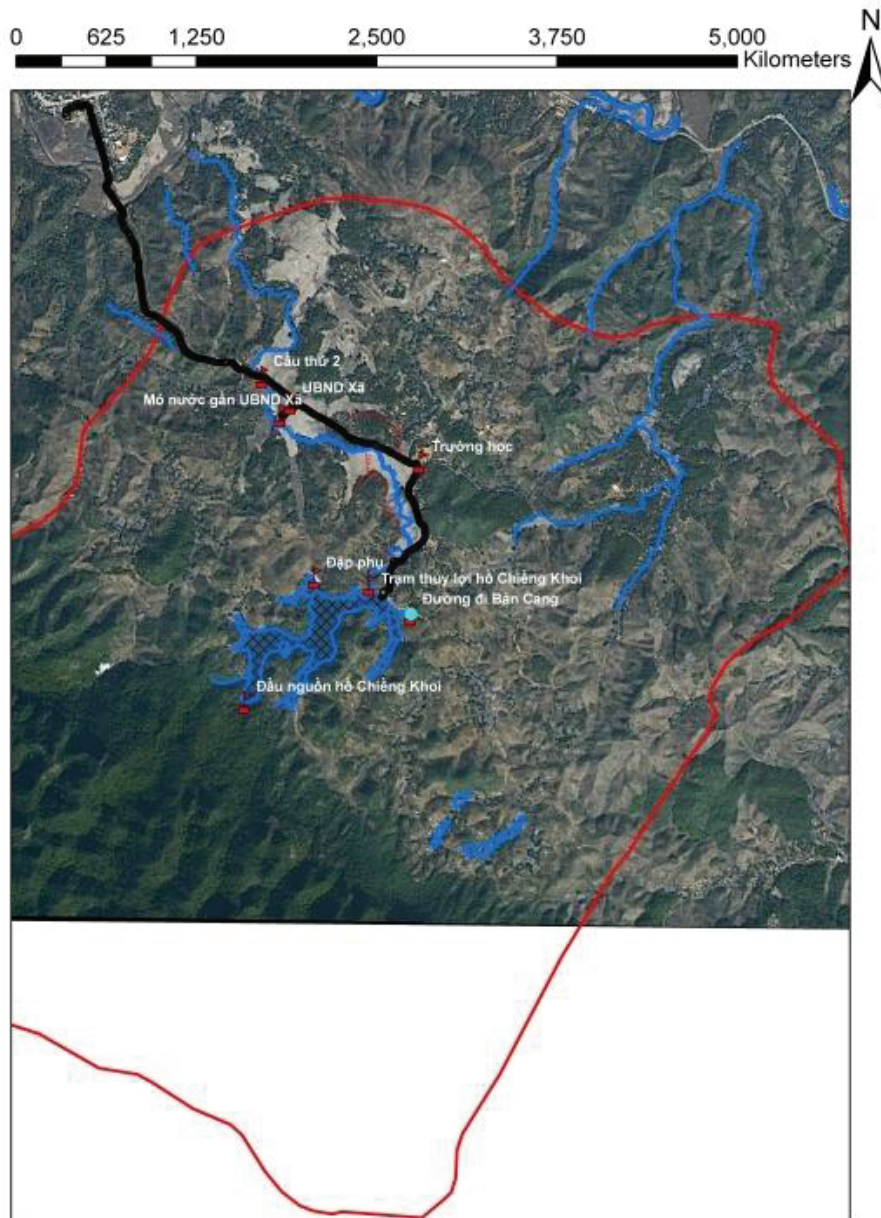 N
0 625 1,250 2,500 3,750 5,000
Kilometers
Cầu thứ 2
UBND Xã
Mó nước gần UBND Xã
Trường học
Đập phụ
Trạm thủy lợi hồ Chiềng Khoi
Đường đi Bản Cang
Đầu nguồn hồ Chiềng Khoi